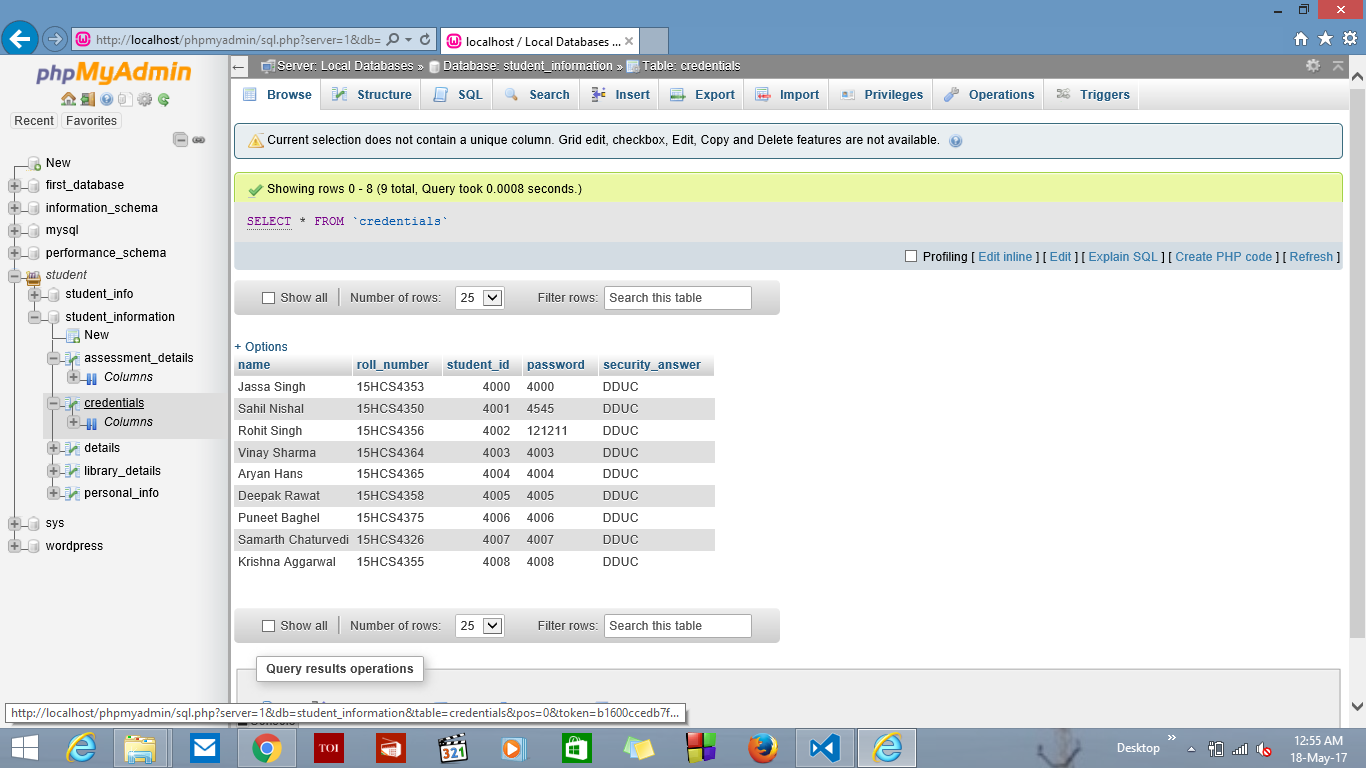 http://localhost/phpmyadmin/sql.php?server=1&db=
localhost / Local Databases ...
phpMyAdmin
Recent Favorites
New
first_database
information_schema
mysql
performance_schema
student
student_info
student_information
New
assessment_details
Columns
credentials
Columns
details
library_details
personal_info
sys
wordpress
Server: Local Databases » Database: student_information » Table: credentials
Browse Structure SQL Search Insert Export Import Privileges Operations Triggers
Current selection does not contain a unique column. Grid edit, checkbox, Edit, Copy and Delete features are not available.
Showing rows 0 - 8 (9 total, Query took 0.0008 seconds.)
SELECT * FROM `credentials`
Profiling [ Edit inline ] [ Edit ] [ Explain SQL ] [ Create PHP code ] [ Refresh ]
Show all Number of rows: 25 Filter rows: Search this table
+ Options
name roll_number student_id password security_answer
Jassa Singh 15HCS4353 4000 4000 DDUC
Sahil Nishal 15HCS4350 4001 4545 DDUC
Rohit Singh 15HCS4356 4002 121211 DDUC
Vinay Sharma 15HCS4364 4003 4003 DDUC
Aryan Hans 15HCS4365 4004 4004 DDUC
Deepak Rawat 15HCS4358 4005 4005 DDUC
Puneet Baghel 15HCS4375 4006 4006 DDUC
Samarth Chaturvedi 15HCS4326 4007 4007 DDUC
Krishna Aggarwal 15HCS4355 4008 4008 DDUC
Show all Number of rows: 25 Filter rows: Search this table
Query results operations
http://localhost/phpmyadmin/sql.php?server=1&db=student_information&table=credentials&pos=0&token=b1600ccedb7f...
TOI
321
Desktop
12:55 AM
18-May-17